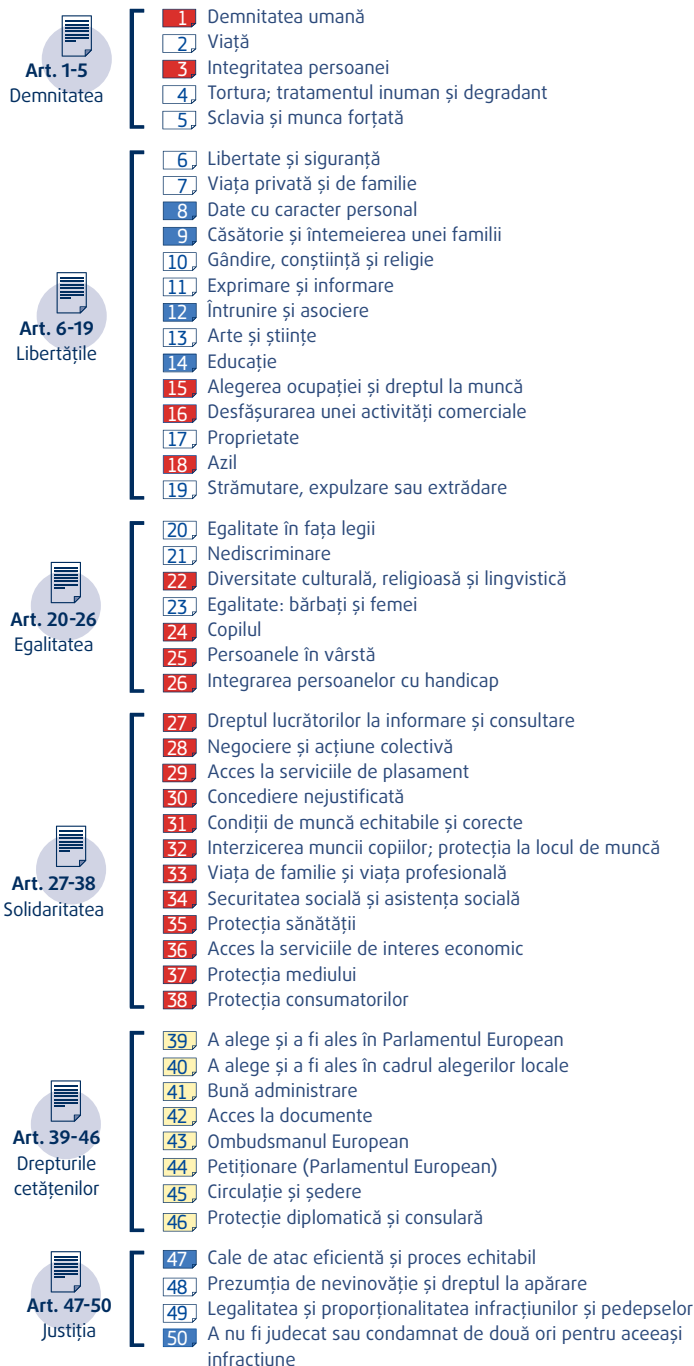 Art. 1-5
Demnitatea
1 Demnitatea umană
2 Viață
3 Integritatea persoanei
4 Tortura; tratamentul inuman și degradant
5 Sclavia și munca forțată
Art. 6-19
Libertățile
6 Libertate și siguranță
7 Viața privată și de familie
8 Date cu caracter personal
9 Căsătorie și întemeierea unei familii
10 Gândire, conștiință și religie
11 Exprimare și informare
12 Întrunire și asociere
13 Arte și științe
14 Educație
15 Alegerea ocupației și dreptul la muncă
16 Desfășurarea unei activități comerciale
17 Proprietate
18 Azil
19 Strămutare, expulzare sau extrădare
Art. 20-26
Egalitatea
20 Egalitate în fața legii
21 Nediscriminare
22 Diversitate culturală, religioasă și lingvistică
23 Egalitate: bărbați și femei
24 Copilul
25 Persoanele în vârstă
26 Integrarea persoanelor cu handicap
Art. 27-38
Solidaritatea
27 Dreptul lucrătorilor la informare și consultare
28 Negociere și acțiune colectivă
29 Acces la serviciile de plasament
30 Concediere nejustificată
31 Condiții de muncă echitabile și corecte
32 Interzicerea muncii copiilor; protecția la locul de muncă
33 Viața de familie și viața profesională
34 Securitatea socială și asistența socială
35 Protecția sănătății
36 Acces la serviciile de interes economic
37 Protecția mediului
38 Protecția consumatorilor
Art. 39-46
Drepturile
cetățenilor
39 A alege și a fi ales în Parlamentul European
40 A alege și a fi ales în cadrul alegerilor locale
41 Bună administrare
42 Acces la documente
43 Ombudsmanul European
44 Petiționare (Parlamentul European)
45 Circulație și ședere
46 Protecție diplomatică și consulară
Art. 47-50
Justiția
47 Cale de atac eficientă și proces echitabil
48 Prezumția de nevinovăție și dreptul la apărare
49 Legalitatea și proporționalitatea infracțiunilor și pedepselor
50 A nu fi judecat sau condamnat de două ori pentru aceeași
infracțiune